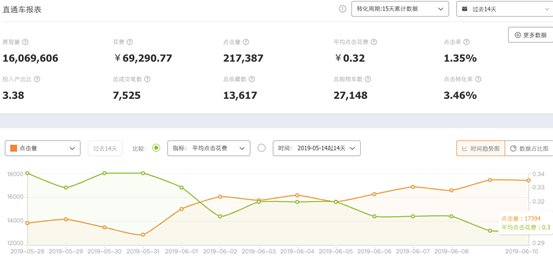 直通车报表
转化周期:15天累计数据
过去14天
更多数据
展现量 花费 点击量 平均点击花费 点击率
16,069,606 ¥69,290.77 217,387 ¥0.32 1.35%
投入产出比 总成交笔数 总收藏数 总购物车数 点击转化率
3.38 7,525 13,617 27,148 3.46%
点击量 过去14天 比较: 指标: 平均点击花费 时间: 2019-05-14起14天 时间趋势图 数据占比图
18000 0.34
16000 0.33
0.32
14000
点击量:17394
平均点击花费:0.3
12000 0.29
2019-05-28 2019-05-29 2019-05-30 2019-05-31 2019-06-01 2019-06-02 2019-06-03 2019-06-04 2019-06-05 2019-06-06 2019-06-07 2019-06-08 2019-06-10